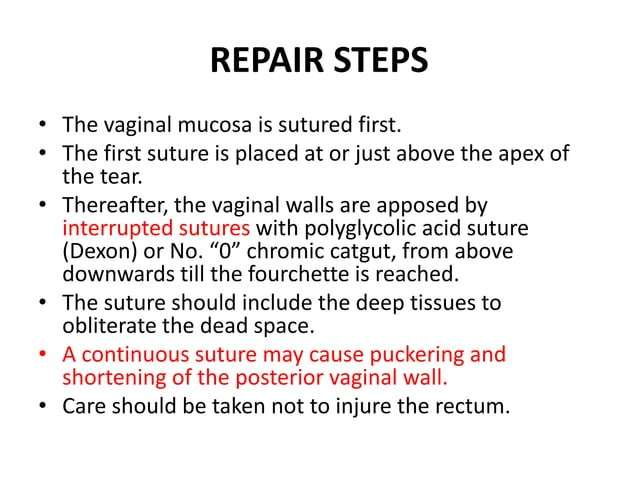 REPAIR STEPS
• The vaginal mucosa is sutured first.
• The first suture is placed at or just above the apex of
the tear.
• Thereafter, the vaginal walls are apposed by
interrupted sutures with polyglycolic acid suture
(Dexon) or No. “0” chromic catgut, from above
downwards till the fourchette is reached.
• The suture should include the deep tissues to
obliterate the dead space.
• A continuous suture may cause puckering and
shortening of the posterior vaginal wall.
• Care should be taken not to injure the rectum.